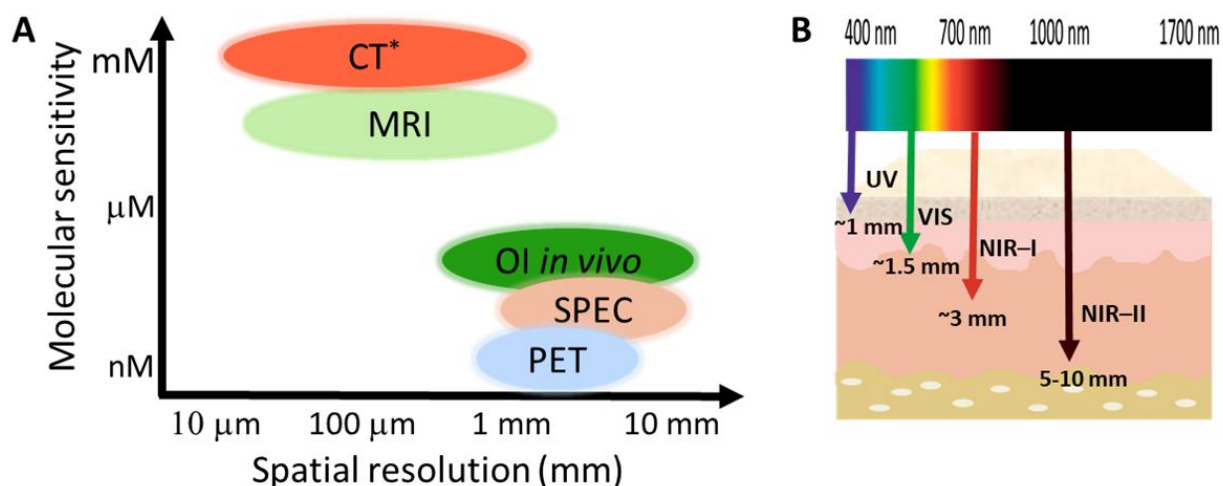 A
Molecular sensitivity
mM
μM
nM
CT*
MRI
OI in vivo
SPEC
PET
10 μm 100 μm 1 mm 10 mm
Spatial resolution (mm)
B
400 nm 700 nm 1000 nm 1700 nm
UV
~1 mm
VIS
~1.5 mm
NIR–I
~3 mm
NIR–II
5-10 mm